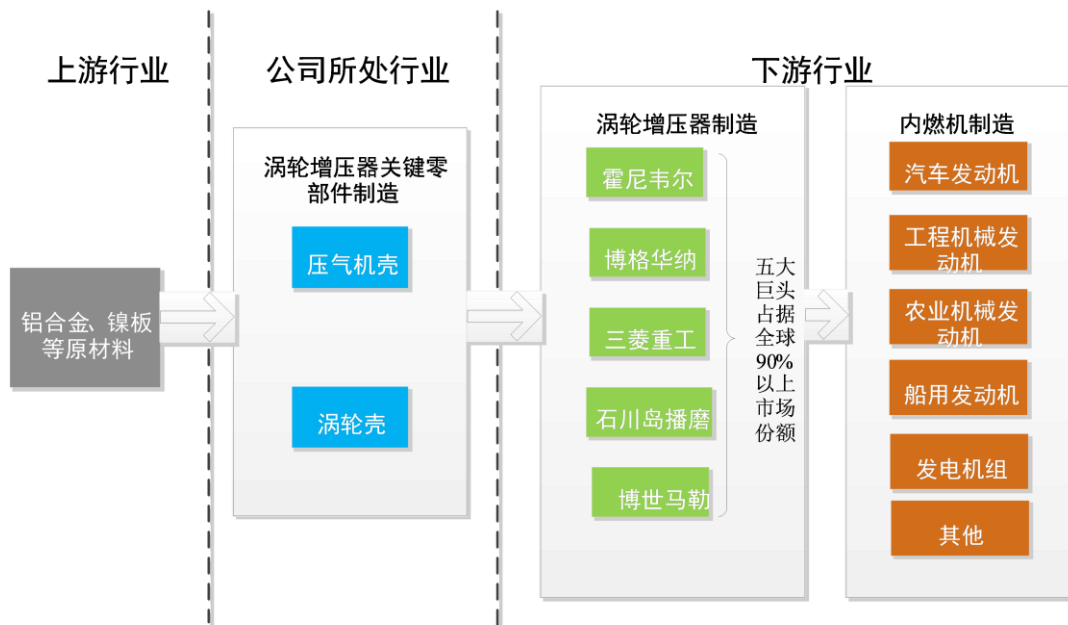 上游行业
公司所处行业
下游行业
铝合金、镍板
等原材料
涡轮增压器关键零
部件制造
压气机壳
涡轮壳
涡轮增压器制造
霍尼韦尔
博格华纳
三菱重工
石川岛播磨
博世马勒
五大
巨头
占据
全球
90%
以上
市场
份额
内燃机制造
汽车发动机
工程机械发
动机
农业机械发
动机
船用发动机
发电机组
其他